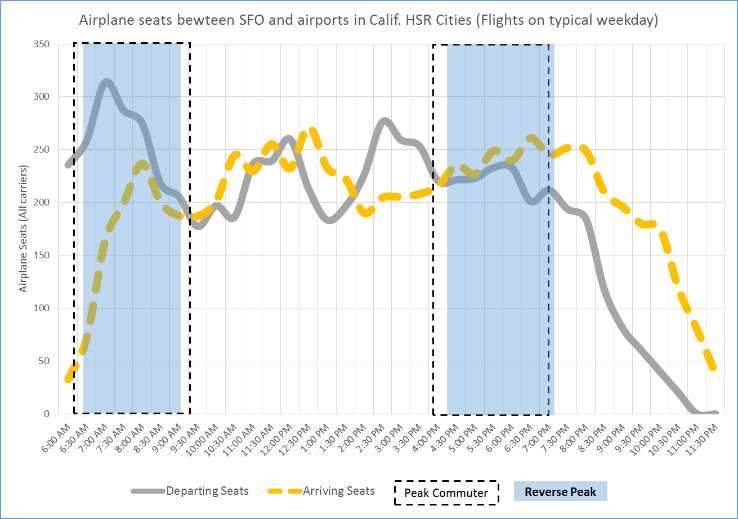 Airplane seats bewteen SFO and airports in Calif. HSR Cities (Flights on typical weekday)
350
300
250
200
150
100
50
0
Airplane Seats (All carriers)
6:00 AM
6:30 AM
7:00 AM
7:30 AM
8:00 AM
8:30 AM
9:00 AM
9:30 AM
10:00 AM
10:30 AM
11:00 AM
11:30 AM
12:00 PM
12:30 PM
1:00 PM
1:30 PM
2:00 PM
2:30 PM
3:00 PM
3:30 PM
4:00 PM
4:30 PM
5:00 PM
5:30 PM
6:00 PM
6:30 PM
7:00 PM
7:30 PM
8:00 PM
8:30 PM
9:00 PM
9:30 PM
10:00 PM
10:30 PM
11:00 PM
11:30 PM
Departing Seats
Arriving Seats
Peak Commuter
Reverse Peak